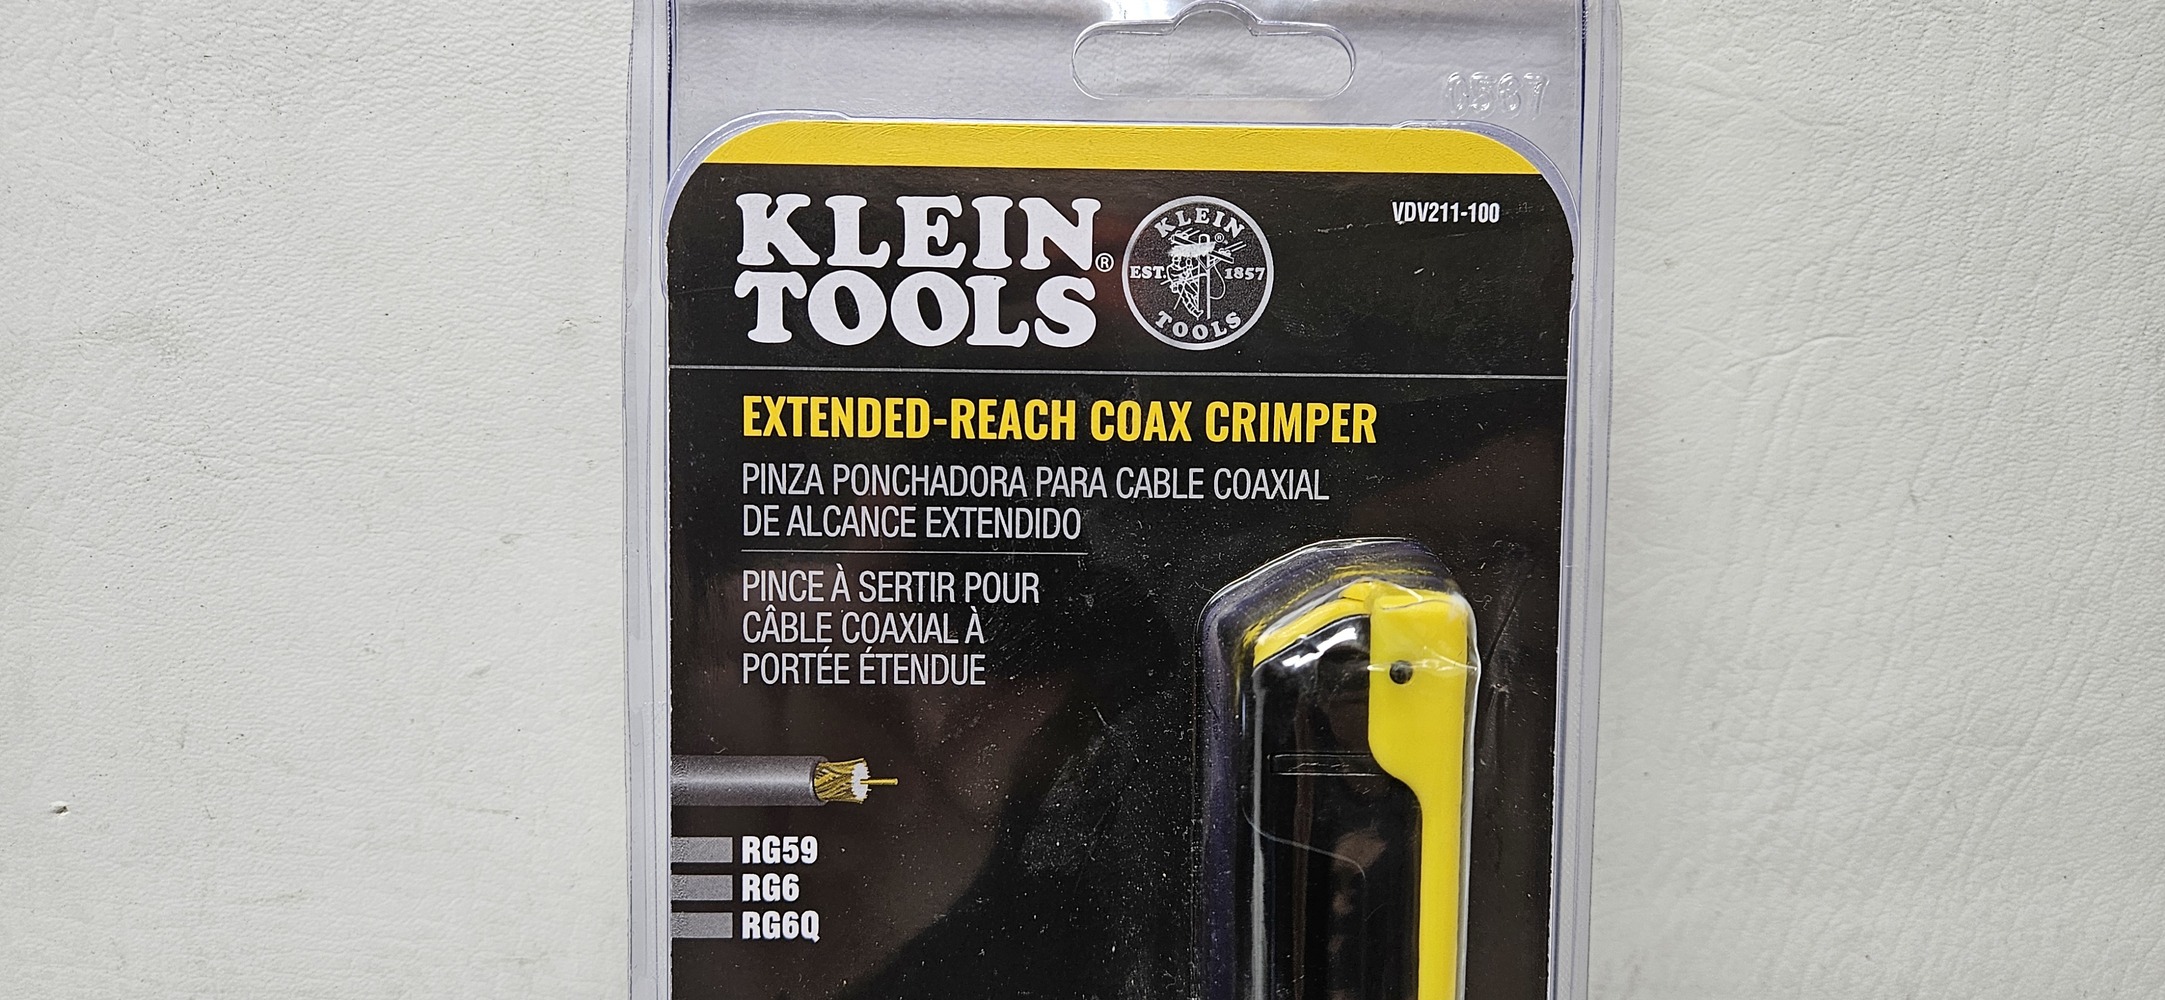 0567
KLEIN
TOOLS®
KLEIN
®
EST. 1857
TOOLS
VDV211-100
EXTENDED-REACH COAX CRIMPER
PINZA PONCHADORA PARA CABLE COAXIAL
DE ALCANCE EXTENDIDO
PINCE À SERTIR POUR
CÂBLE COAXIAL À
PORTÉE ÉTENDUE
RG59
RG6
RG6Q